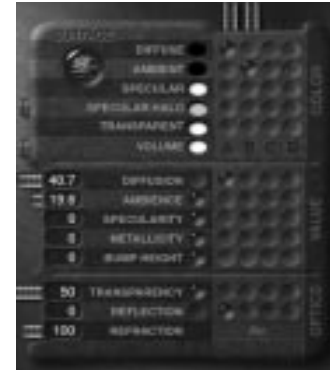 DIFFUSE
AMBIENT
SPECULAR
SPECULAR HALO
TRANSPARENT
VOLUME A B C D
COLOR
40.7 DIFFUSION
19.8 AMBIENCE
0 SPECULARITY
0 METALLICITY
0 BUMP HEIGHT
VALUE
50 TRANSPARENCY
0 REFLECTION
100 REFRACTION
OPTICS